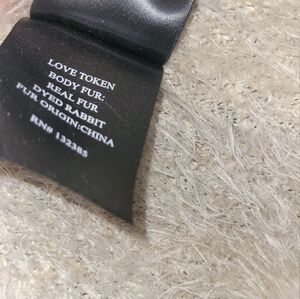 LOVE TOKEN
BODY FUR:
REAL FUR
DYED RABBIT
FUR ORIGIN:CHINA
RN# 132385